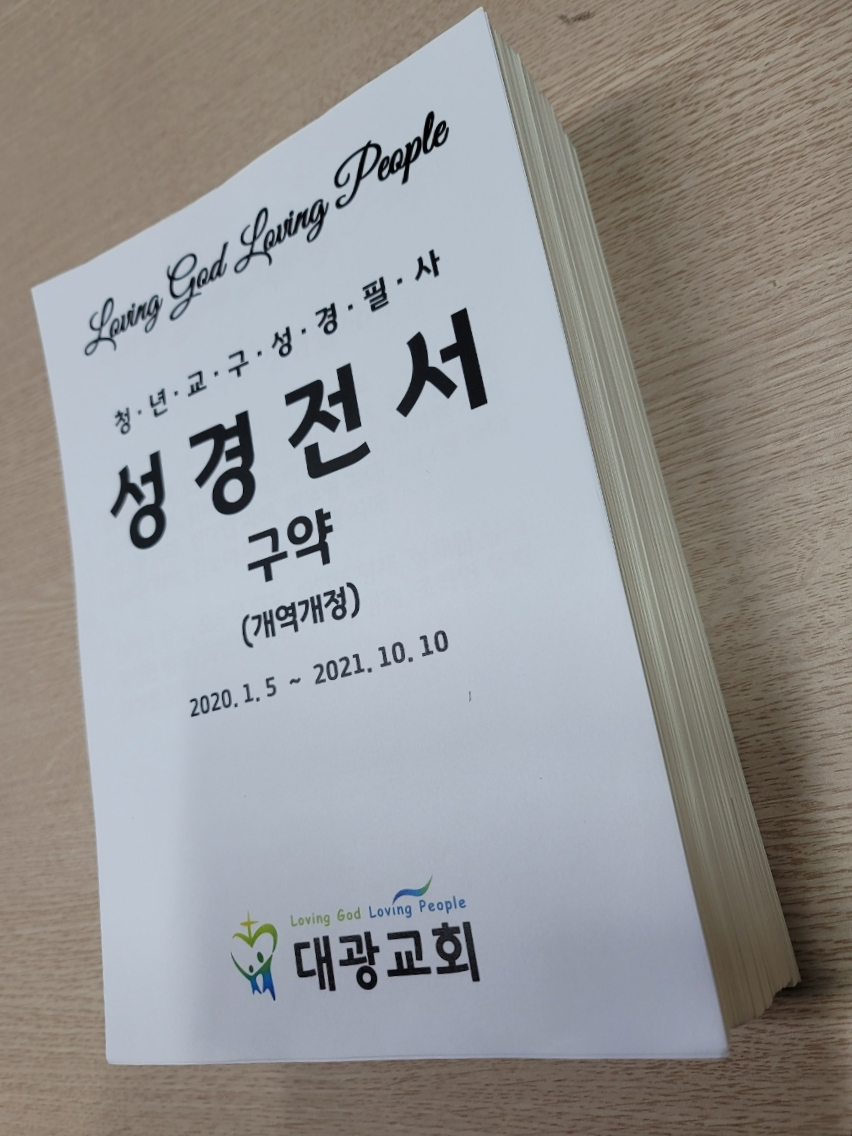 Loving God Loving People
청·년·교·구·성·경·필·사
성경전서
구약
(개역개정)
2020. 1. 5 ~ 2021. 10. 10
Loving God Loving People
대광교회